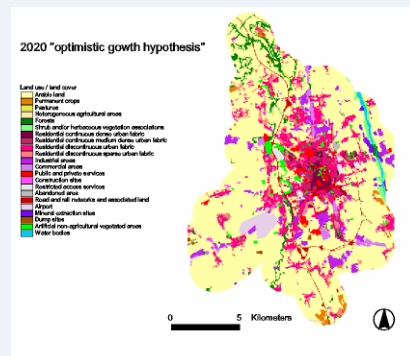 2020 "optimistic gowth hypothesis"
Land use / land cover
Arable land
Permanent crops
Pastures
Heterogeneous agricultural areas
Forests
Shrub and/or herbaceous vegetation associations
Residential continuous dense urban fabric
Residential continuous medium dense urban fabric
Residential discontinuous urban fabric
Residential discontinuous sparse urban fabric
Industrial areas
Commercial areas
Public and private services
Construction sites
Restricted access services
Abandoned area
Road and rail networks and associated land
Airport
Mineral extraction sites
Dump sites
Artificial non-agricultural vegetated areas
Water bodies
0 5 Kilometers